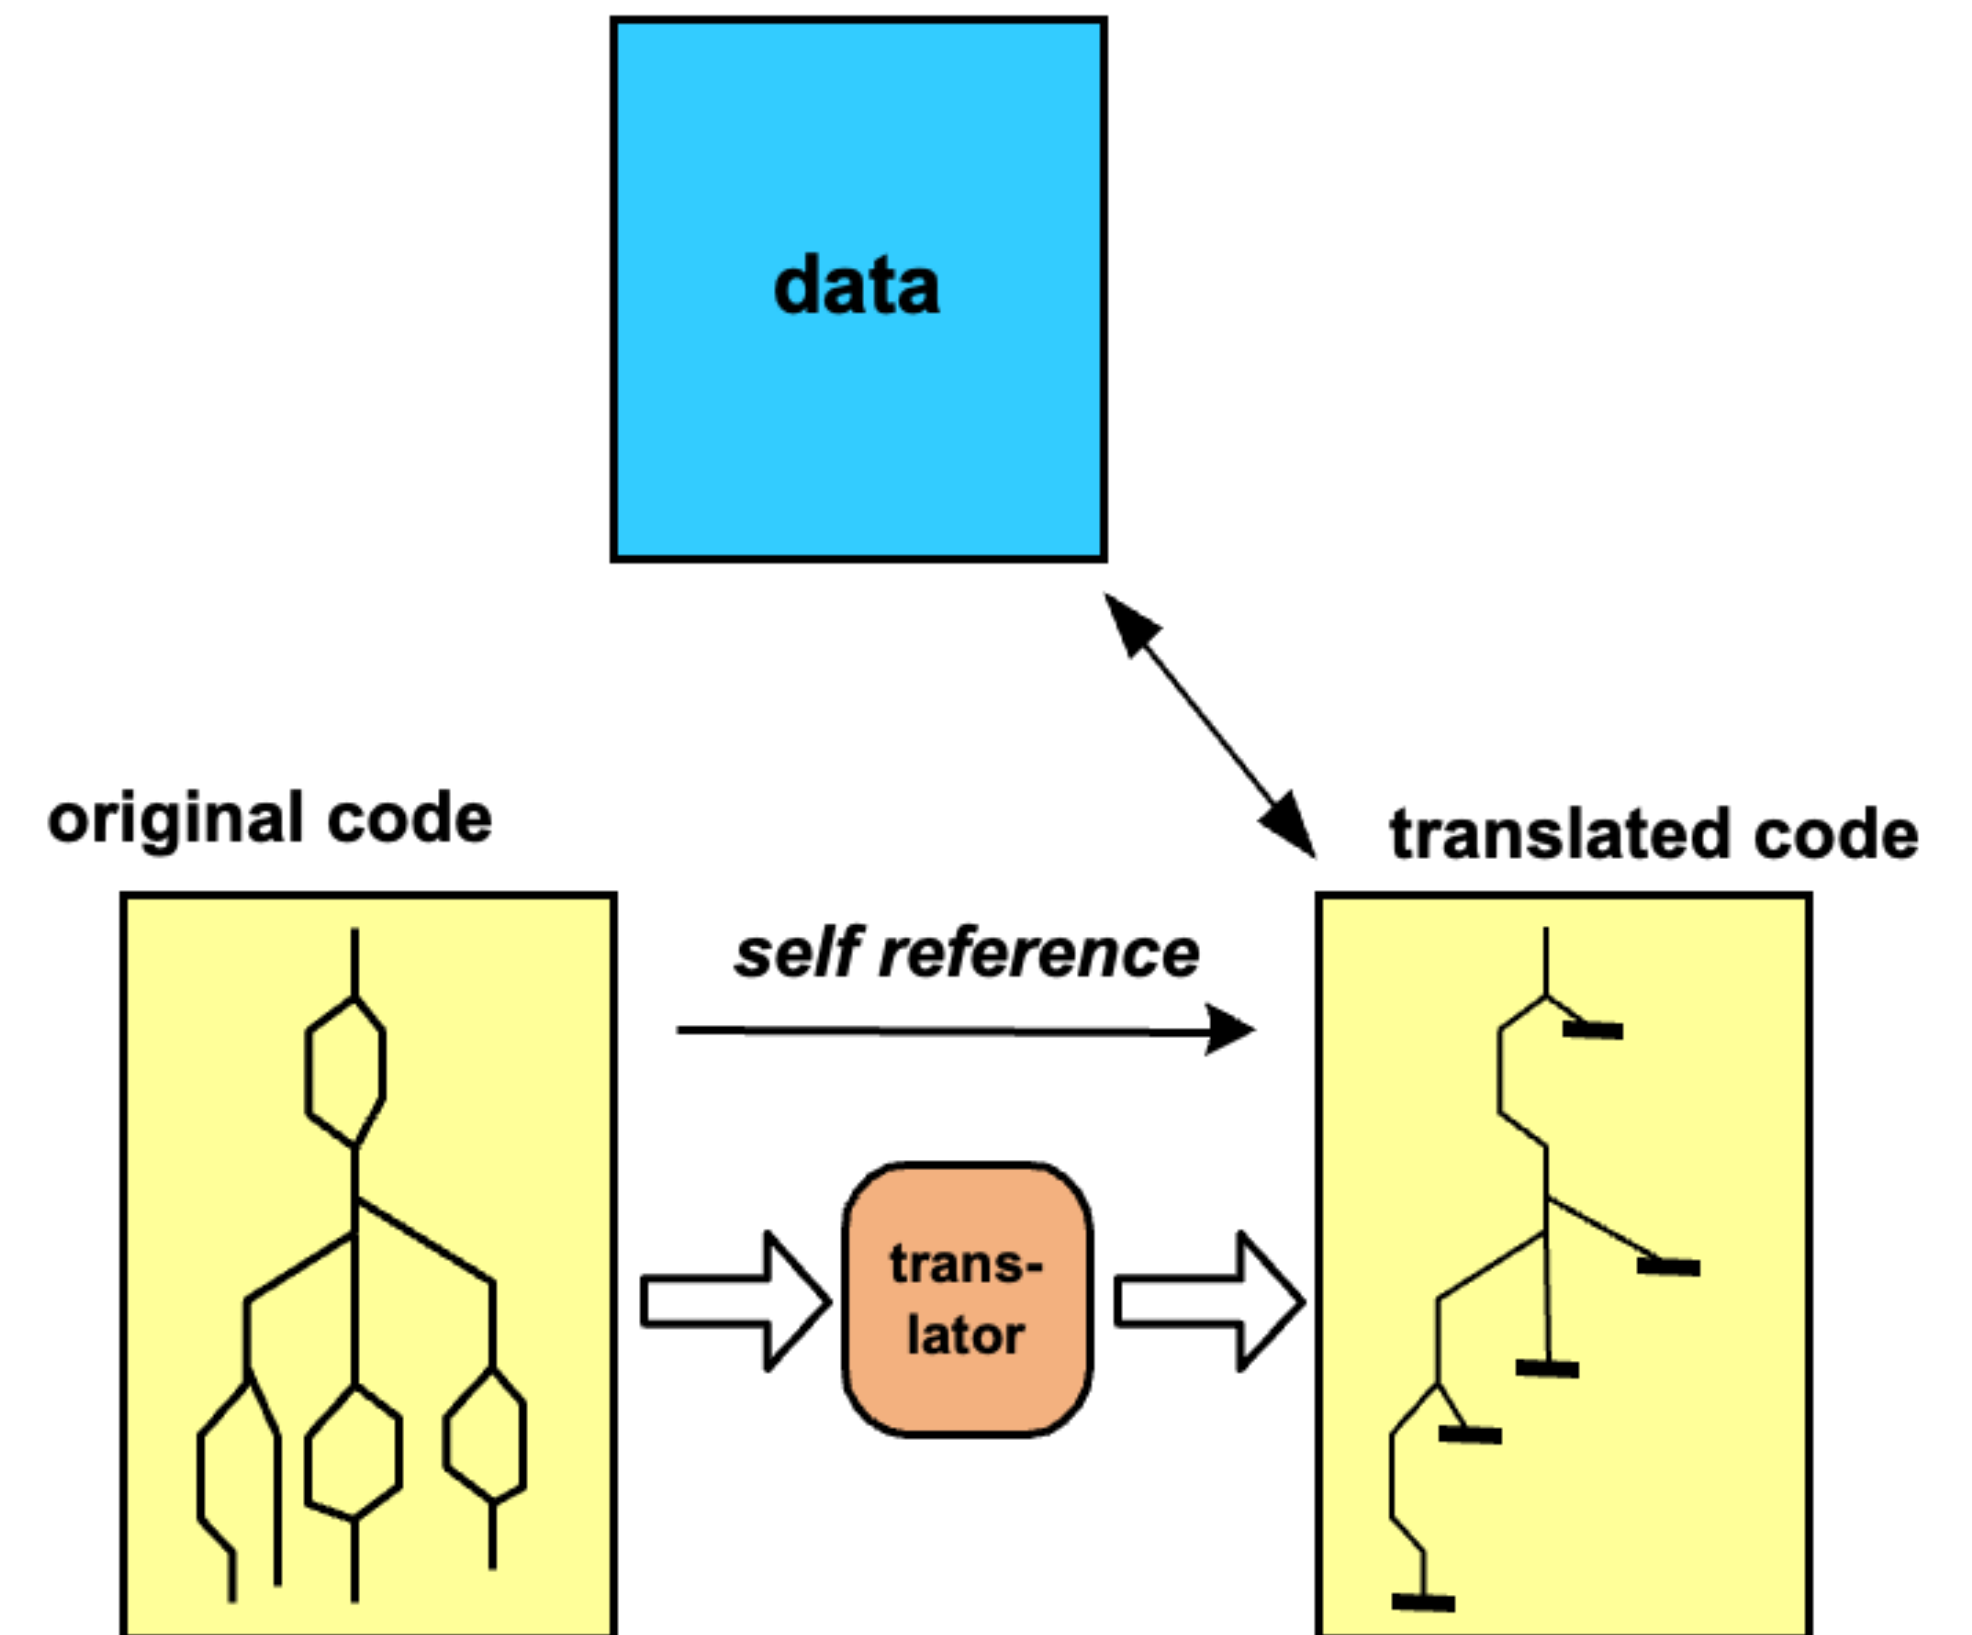 data
original code
translated code
self reference
trans-
lator